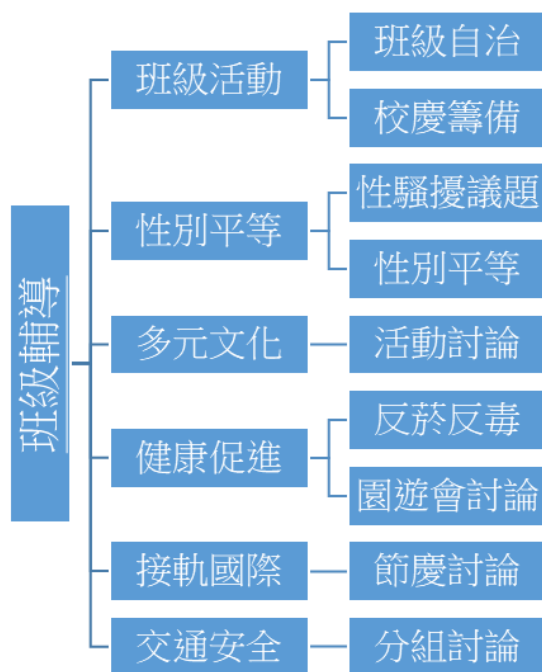 班級輔導
班級活動
班級自治
校慶籌備
性別平等
性騷擾議題
性別平等
多元文化
活動討論
健康促進
反菸反毒
園遊會討論
接軌國際
節慶討論
交通安全
分組討論